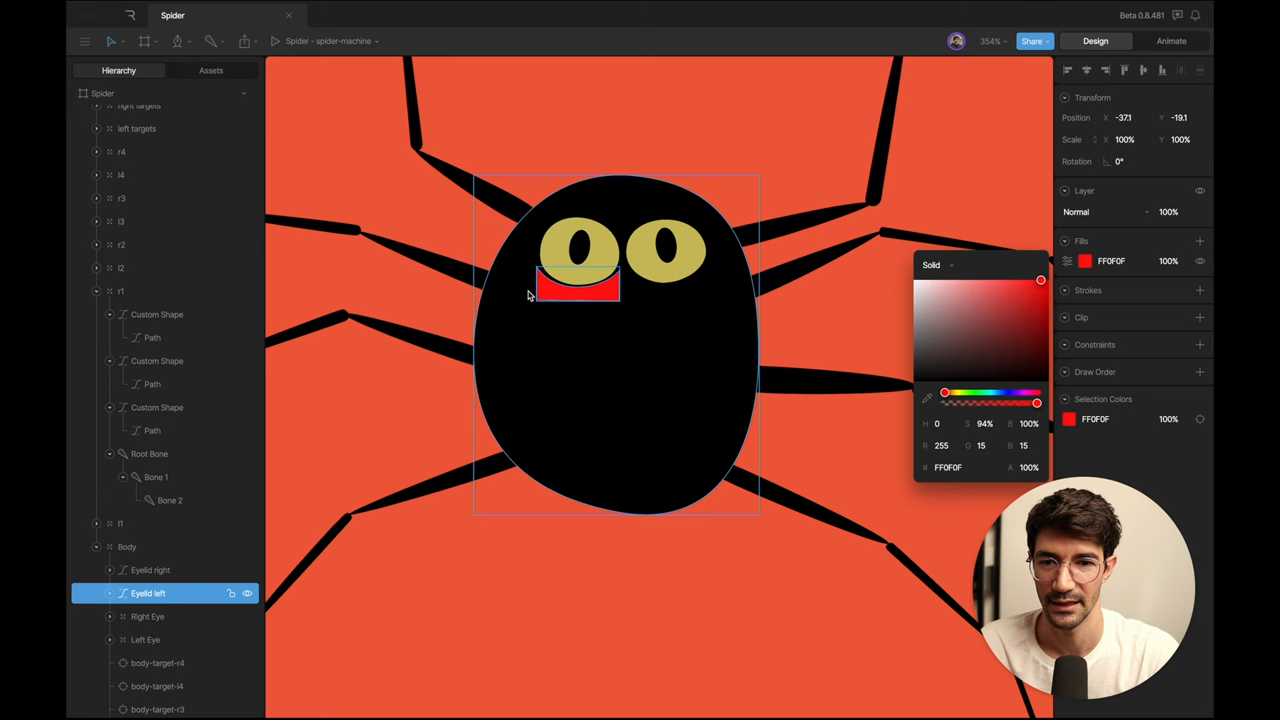 Spider
Beta 0.8.481
Spider - spider-machine
354%
Share
Design
Animate
Hierarchy
Assets
Spider
right targets
left targets
r4
l4
r3
l3
r2
l2
r1
Custom Shape
Path
Custom Shape
Path
Custom Shape
Path
Root Bone
Bone 1
Bone 2
l1
Body
Eyelid right
Eyelid left
Right Eye
Left Eye
body-target-r4
body-target-l4
body-target-r3
Transform
Position X -37.1 Y -19.1
Scale X 100% Y 100%
Rotation 0°
Layer
Normal 100%
Fills
FF0F0F 100%
Strokes
Clip
Constraints
Draw Order
Selection Colors
FF0F0F 100%
Solid
H 0 S 94% B 100%
R 255 G 15 B 15
# FF0F0F A 100%